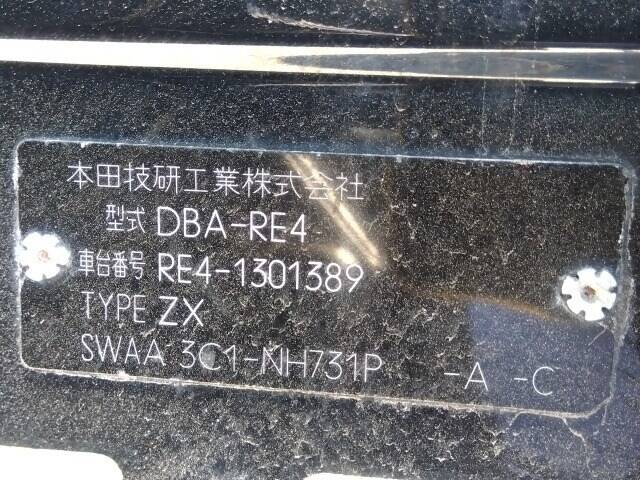 本田技研工業株式会社
型式 DBA-RE4
車台番号 RE4-1301389
TYPE ZX
SWAA 3C1-NH731P -A -C